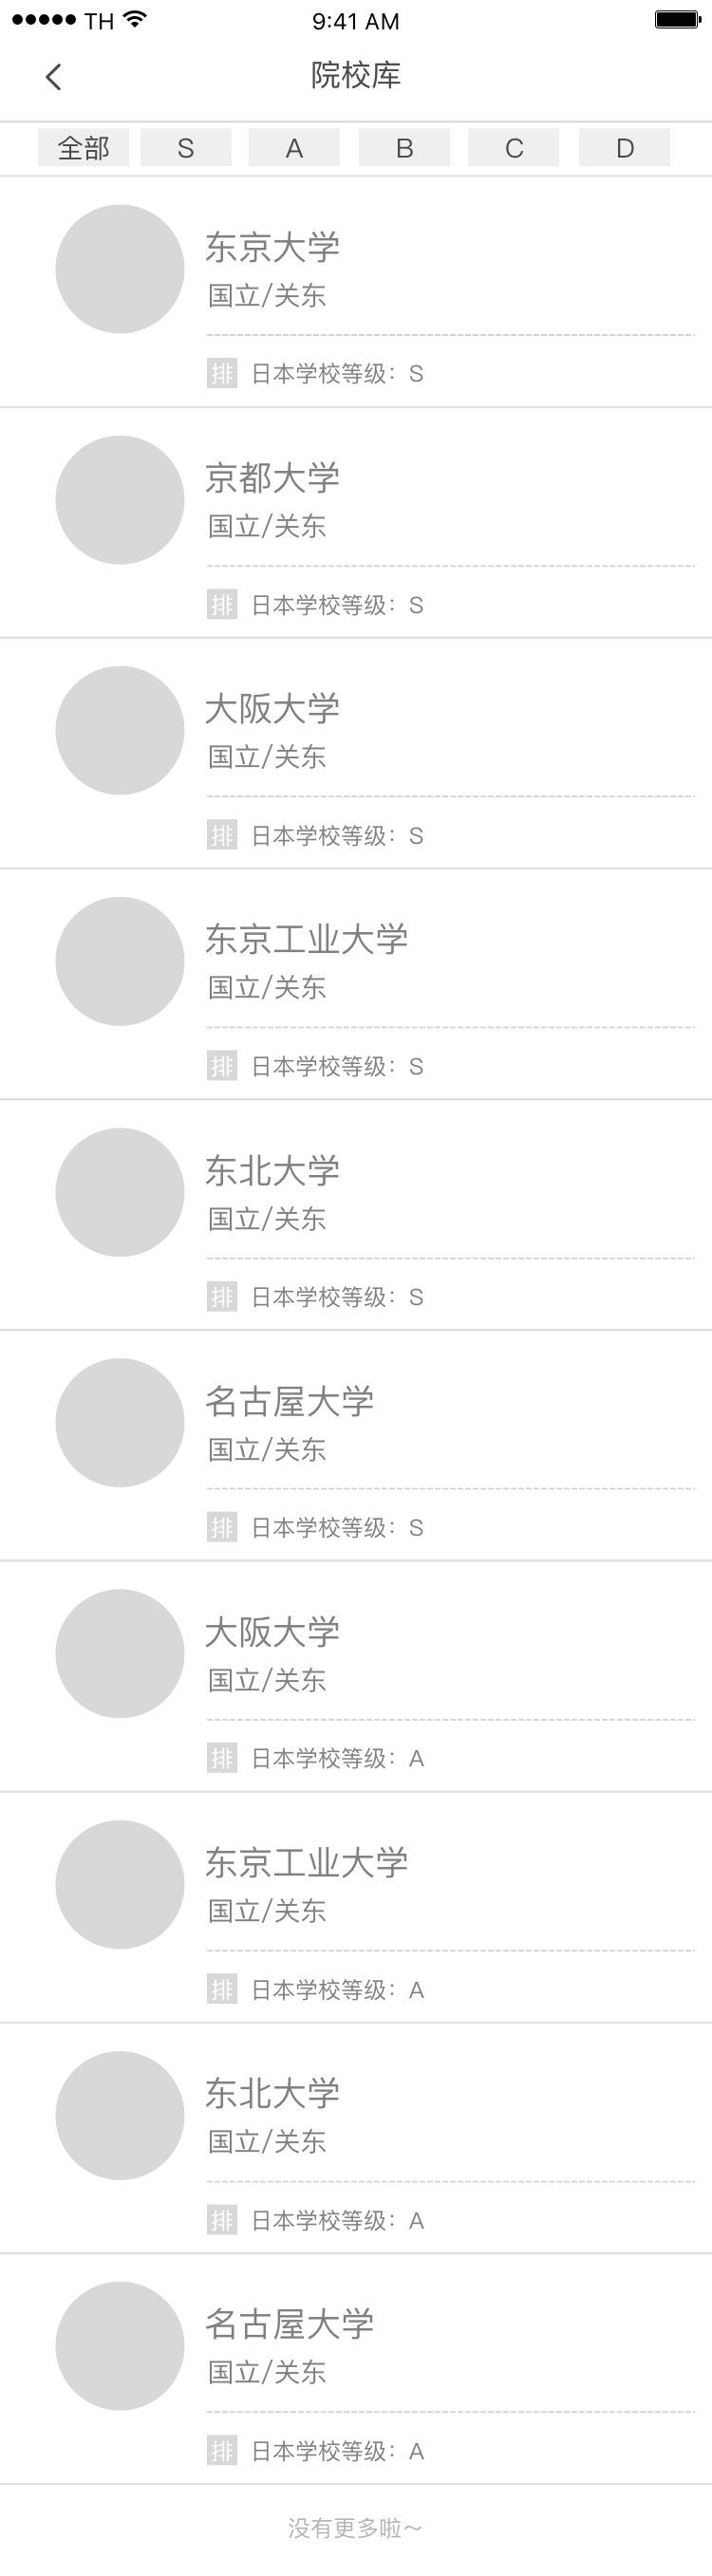 TH 9:41 AM
院校库
全部 S A B C D
东京大学
国立/关东
排 日本学校等级：S
京都大学
国立/关东
排 日本学校等级：S
大阪大学
国立/关东
排 日本学校等级：S
东京工业大学
国立/关东
排 日本学校等级：S
东北大学
国立/关东
排 日本学校等级：S
名古屋大学
国立/关东
排 日本学校等级：S
大阪大学
国立/关东
排 日本学校等级：A
东京工业大学
国立/关东
排 日本学校等级：A
东北大学
国立/关东
排 日本学校等级：A
名古屋大学
国立/关东
排 日本学校等级：A
没有更多啦～